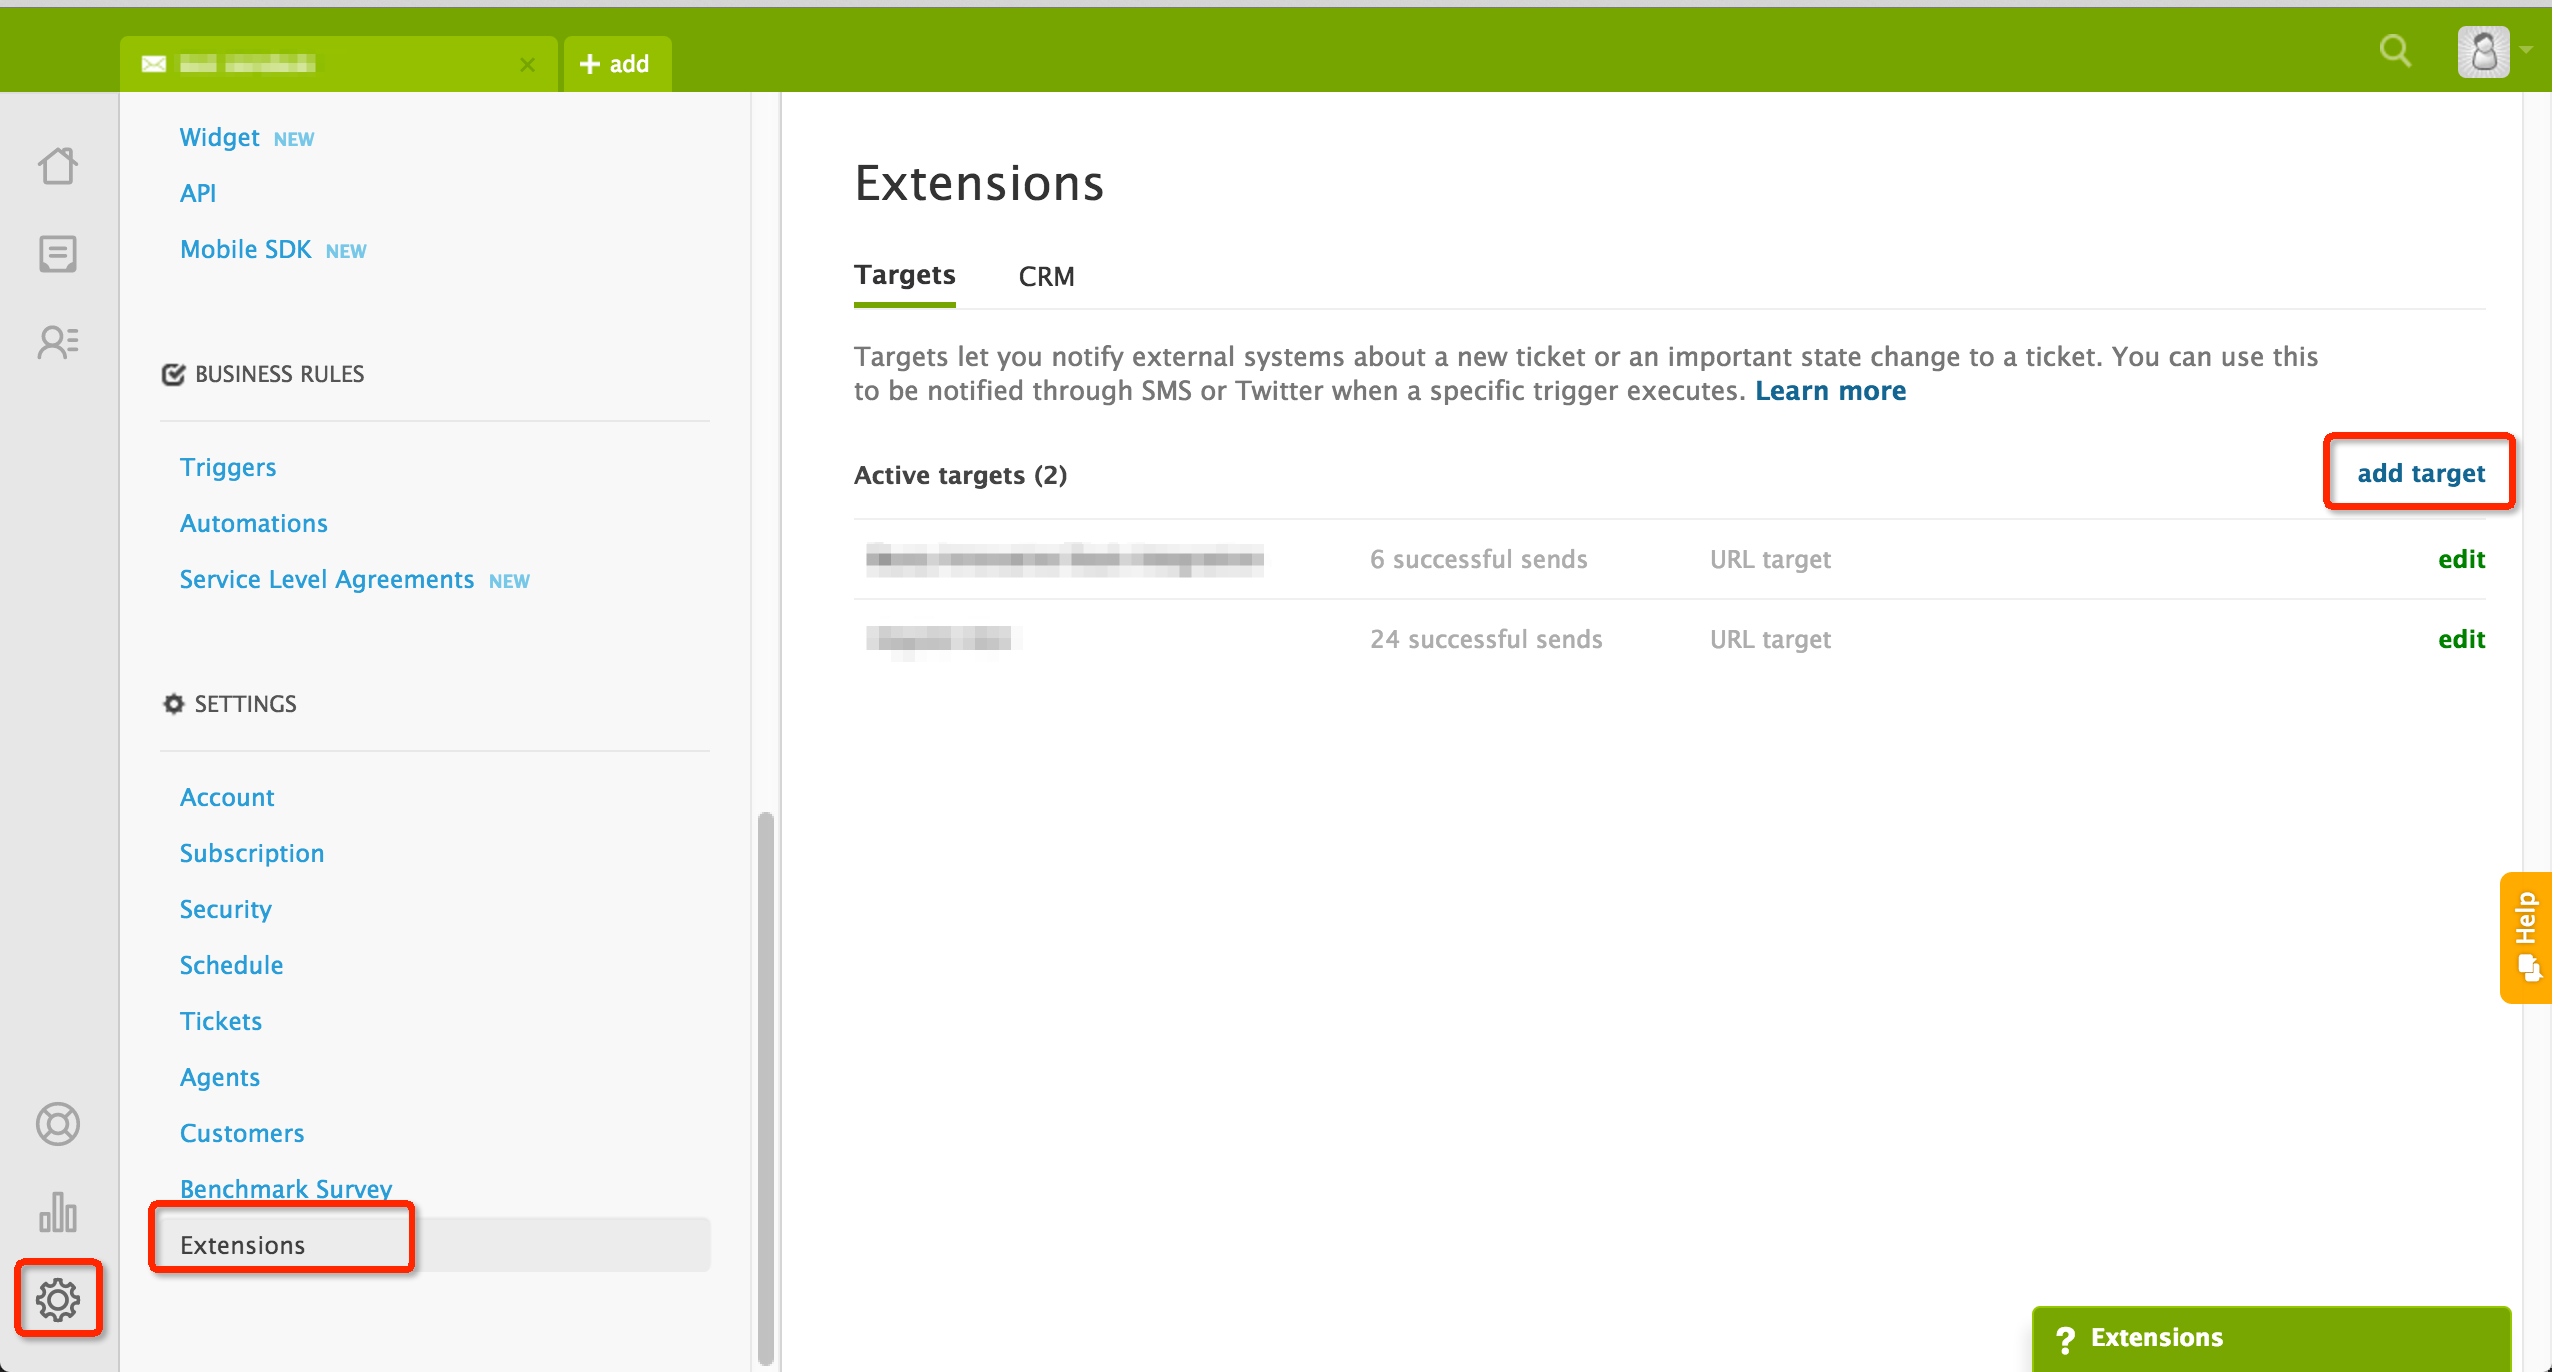 + add
Widget NEW
API
Mobile SDK NEW
BUSINESS RULES
Triggers
Automations
Service Level Agreements NEW
SETTINGS
Account
Subscription
Security
Schedule
Tickets
Agents
Customers
Benchmark Survey
Extensions
Extensions
Targets CRM
Targets let you notify external systems about a new ticket or an important state change to a ticket. You can use this
to be notified through SMS or Twitter when a specific trigger executes. Learn more
Active targets (2) add target
6 successful sends URL target edit
24 successful sends URL target edit
Help
? Extensions